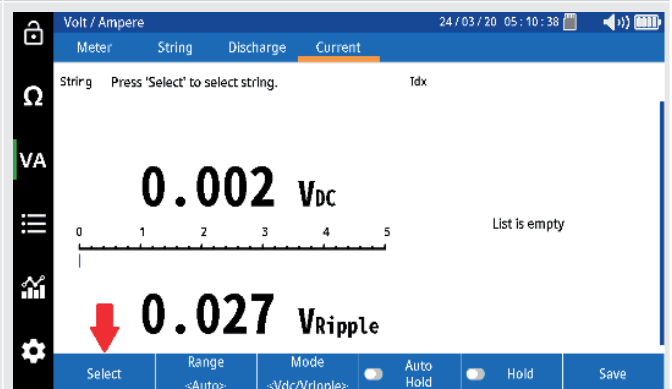 Volt / Ampere 24/03/20 05:10:38
Meter String Discharge Current
String Press 'Select' to select string. Idx
Ω
VA
0.002 VDC
0 1 2 3 4 5
List is empty
0.027 VRipple
Select Range Mode Auto Hold Hold Save
<Auto> <Vdc/Vripple>